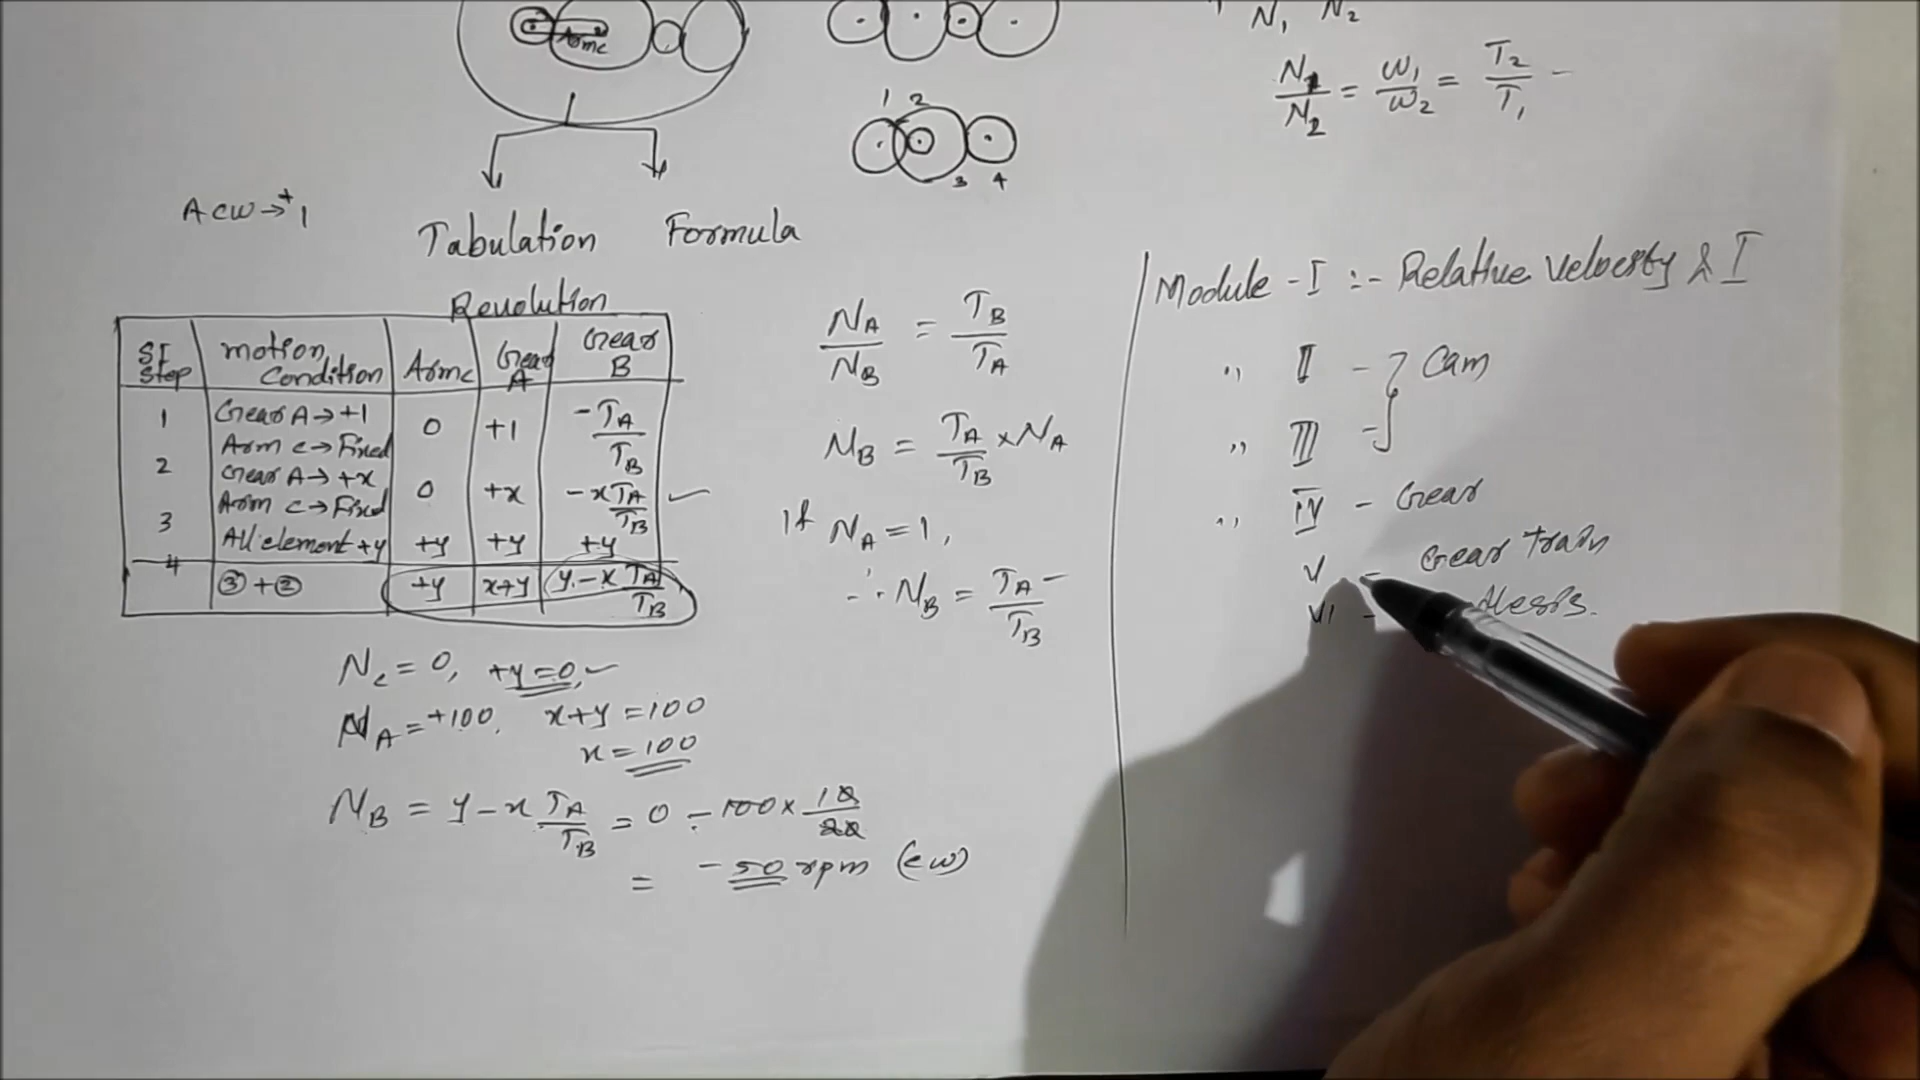 Arm c
N1 N2
N1/N2 = ω1/ω2 = T2/T1 -
1 2
3 4
Acw → +1
Tabulation Formula
Revolution
Sl Step | Motion Condition | Arm c | Gear A | Gear B
1 | Gear A → +1 Arm c → Fixed | 0 | +1 | -TA/TB
2 | Gear A → +x Arm c → Fixed | 0 | +x | -x TA/TB ✓
3 | All element +y | +y | +y | +y
4 | ③+② | +y | x+y | y-x TA/TB
Nc = 0, +y=0, ✓
NA = +100, x+y = 100
x = 100
NB = y - x TA/TB = 0 - 100 × 10/20
= -50 rpm (cw)
NA/NB = TB/TA
NB = TA/TB × NA
If NA = 1,
∴ NB = TA/TB -
Module - I :- Relative velocity & I
,, II - } Cam
,, III - }
,, IV - Gear
V - Gear train
VI -